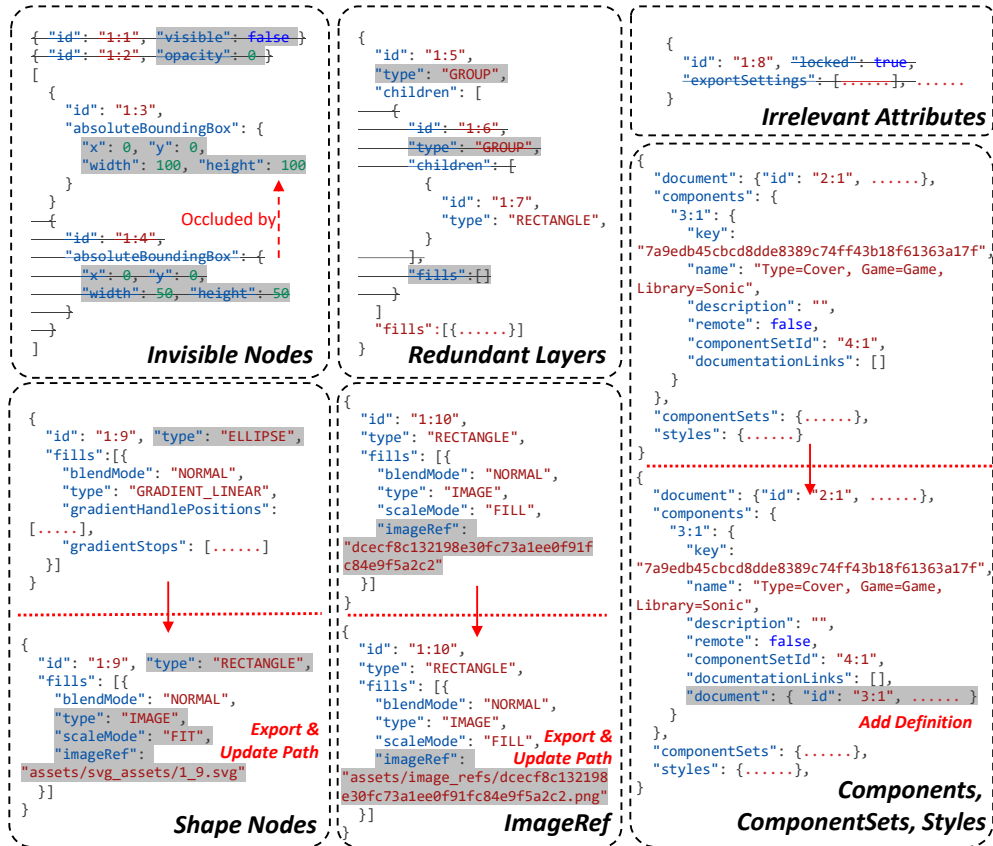 { "id": "1:1", "visible": false }
{ "id": "1:2", "opacity": 0 }
[
{
"id": "1:3",
"absoluteBoundingBox": {
"x": 0, "y": 0,
"width": 100, "height": 100
}
}
Occluded by
{
"id": "1:4",
"absoluteBoundingBox": {
"x": 0, "y": 0,
"width": 50, "height": 50
}
}
]
Invisible Nodes
{
"id": "1:5",
"type": "GROUP",
"children": [
{
"id": "1:6",
"type": "GROUP",
"children": [
{
"id": "1:7",
"type": "RECTANGLE",
}
],
"fills":[]
}
]
"fills":[{......}]
}
Redundant Layers
{
"id": "1:8", "locked": true,
"exportSettings": [......], ......
}
Irrelevant Attributes
{
"id": "1:9", "type": "ELLIPSE",
"fills":[{
"blendMode": "NORMAL",
"type": "GRADIENT_LINEAR",
"gradientHandlePositions":
[.....],
"gradientStops": [......]
}]
}
{
"id": "1:9", "type": "RECTANGLE",
"fills": [{
"blendMode": "NORMAL",
"type": "IMAGE",
"scaleMode": "FIT",
"imageRef":
"assets/svg_assets/1_9.svg"
}]
}
Export &
Update Path
Shape Nodes
{
"id": "1:10",
"type": "RECTANGLE",
"fills": [{
"blendMode": "NORMAL",
"type": "IMAGE",
"scaleMode": "FILL",
"imageRef":
"dcecf8c132198e30fc73a1ee0f91f
c84e9f5a2c2"
}]
}
{
"id": "1:10",
"type": "RECTANGLE",
"fills": [{
"blendMode": "NORMAL",
"type": "IMAGE",
"scaleMode": "FILL",
"imageRef":
"assets/image_refs/dcecf8c132198
e30fc73a1ee0f91fc84e9f5a2c2.png"
}]
}
Export &
Update Path
ImageRef
{
"document": {"id": "2:1", ......},
"components": {
"3:1": {
"key":
"7a9edb45cbcd8dde8389c74ff43b18f61363a17f",
"name": "Type=Cover, Game=Game,
Library=Sonic",
"description": "",
"remote": false,
"componentSetId": "4:1",
"documentationLinks": []
}
},
"componentSets": {......},
"styles": {......}
}
{
"document": {"id": "2:1", ......},
"components": {
"3:1": {
"key":
"7a9edb45cbcd8dde8389c74ff43b18f61363a17f",
"name": "Type=Cover, Game=Game,
Library=Sonic",
"description": "",
"remote": false,
"componentSetId": "4:1",
"documentationLinks": [],
"document": { "id": "3:1", ...... }
}
},
"componentSets": {......},
"styles": {......},
}
Add Definition
Components,
ComponentSets, Styles